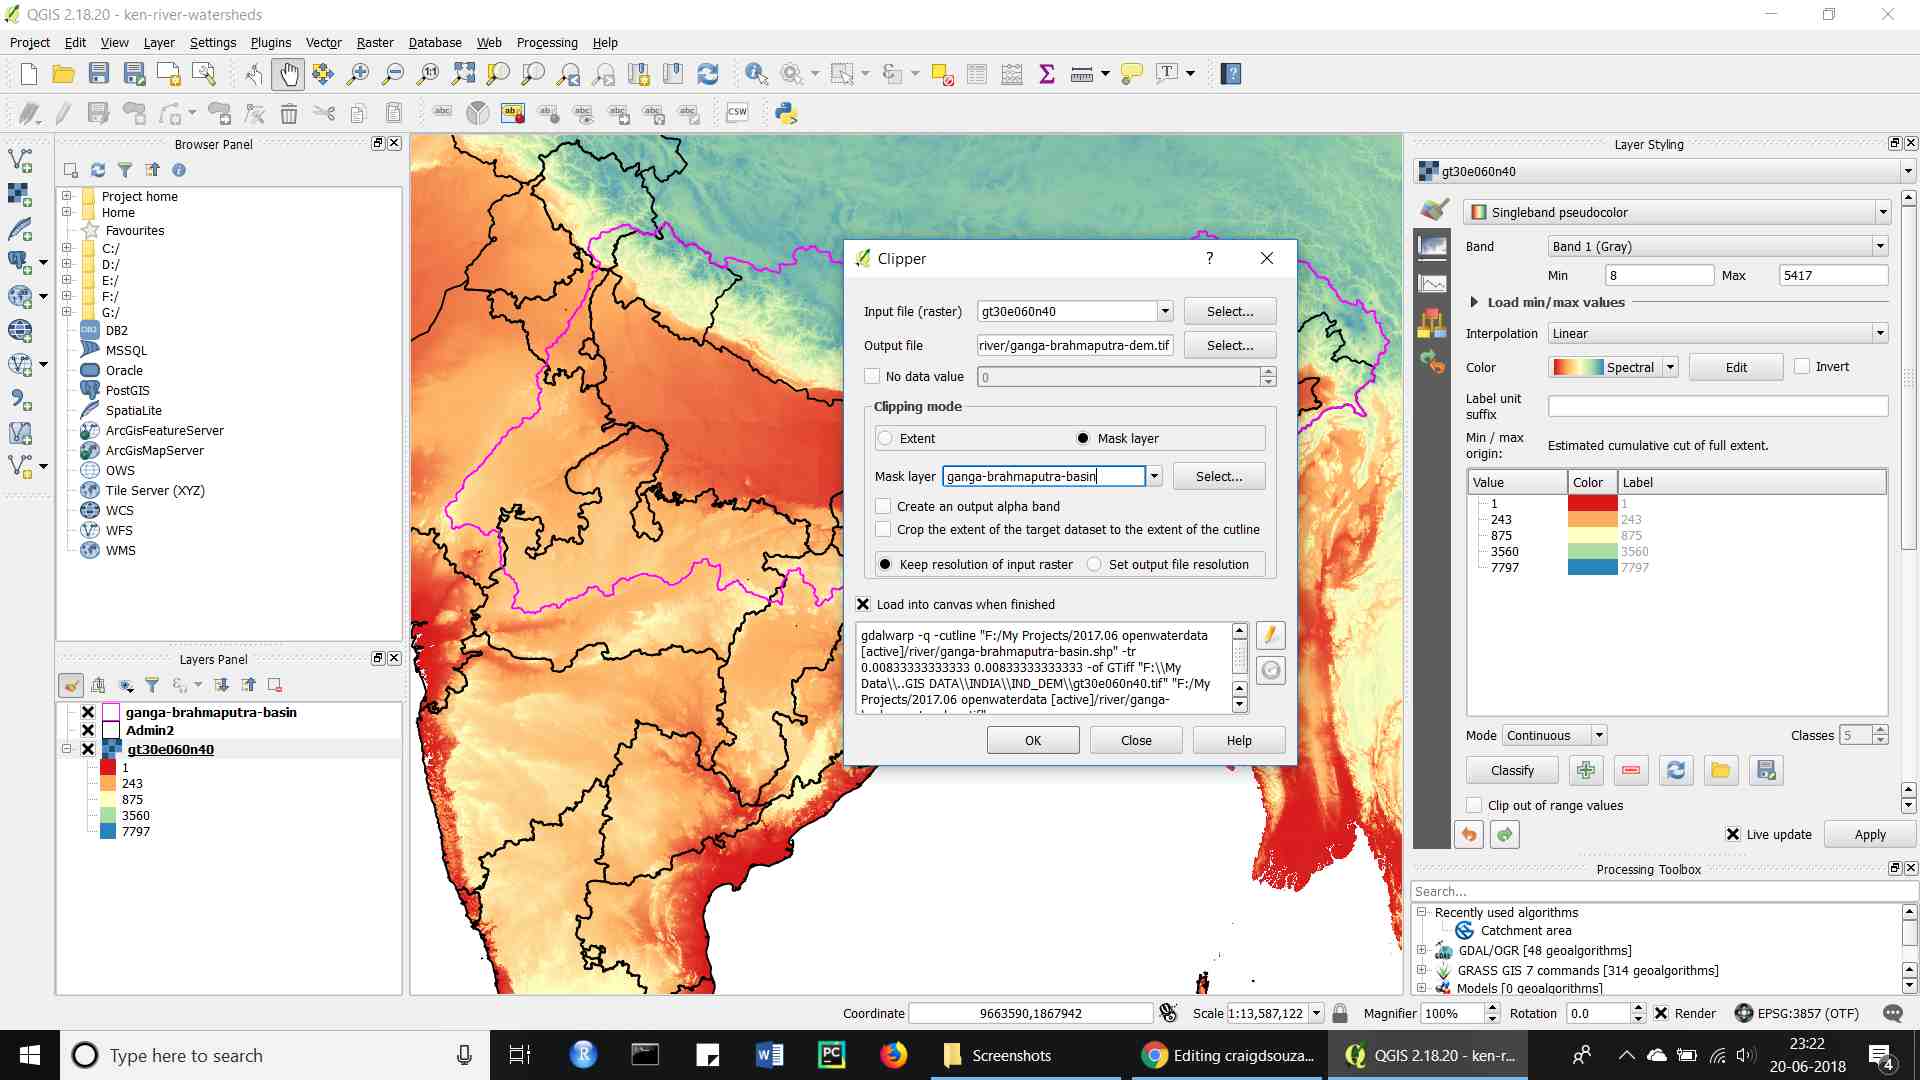 QGIS 2.18.20 - ken-river-watersheds
Project Edit View Layer Settings Plugins Vector Raster Database Web Processing Help
Browser Panel
Project home
Home
Favourites
C:/
D:/
E:/
F:/
G:/
DB2
MSSQL
Oracle
PostGIS
SpatiaLite
ArcGisFeatureServer
ArcGisMapServer
OWS
Tile Server (XYZ)
WCS
WFS
WMS
Layers Panel
ganga-brahmaputra-basin
Admin2
gt30e060n40
1
243
875
3560
7797
Clipper
?
Input file (raster) gt30e060n40 Select...
Output file river/ganga-brahmaputra-dem.tif Select...
No data value 0
Clipping mode
Extent Mask layer
Mask layer ganga-brahmaputra-basin Select...
Create an output alpha band
Crop the extent of the target dataset to the extent of the cutline
Keep resolution of input raster Set output file resolution
Load into canvas when finished
gdalwarp -q -cutline "F:/My Projects/2017.06 openwaterdata
[active]/river/ganga-brahmaputra-basin.shp" -tr
0.00833333333333 0.00833333333333 -of GTiff "F:\\My
Data\\..GIS DATA\\INDIA\\IND_DEM\\gt30e060n40.tif" "F:/My
Projects/2017.06 openwaterdata [active]/river/ganga-
OK Close Help
Layer Styling
gt30e060n40
Singleband pseudocolor
Band Band 1 (Gray)
Min 8 Max 5417
Load min/max values
Interpolation Linear
Color Spectral Edit Invert
Label unit
suffix
Min / max
origin: Estimated cumulative cut of full extent.
Value Color Label
1 1
243 243
875 875
3560 3560
7797 7797
Mode Continuous Classes 5
Classify
Clip out of range values
Live update Apply
Processing Toolbox
Search...
Recently used algorithms
Catchment area
GDAL/OGR [48 geoalgorithms]
GRASS GIS 7 commands [314 geoalgorithms]
Models [0 geoalgorithms]
Coordinate 9663590,1867942 Scale 1:13,587,122 Magnifier 100% Rotation 0.0 Render EPSG:3857 (OTF)
Type here to search
Screenshots
Editing craigdsouza...
QGIS 2.18.20 - ken-r...
23:22
20-06-2018
4